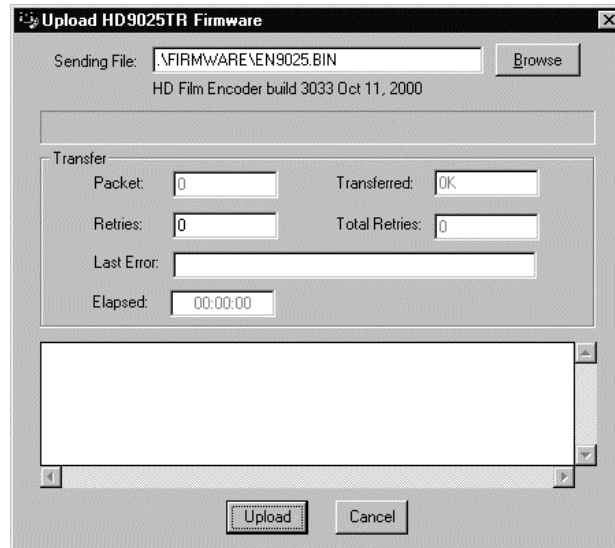 Upload HD9025TR Firmware
Sending File: .\FIRMWARE\EN9025.BIN Browse
HD Film Encoder build 3033 Oct 11, 2000
Transfer
Packet: 0 Transferred: 0K
Retries: 0 Total Retries: 0
Last Error:
Elapsed: 00:00:00
Upload Cancel